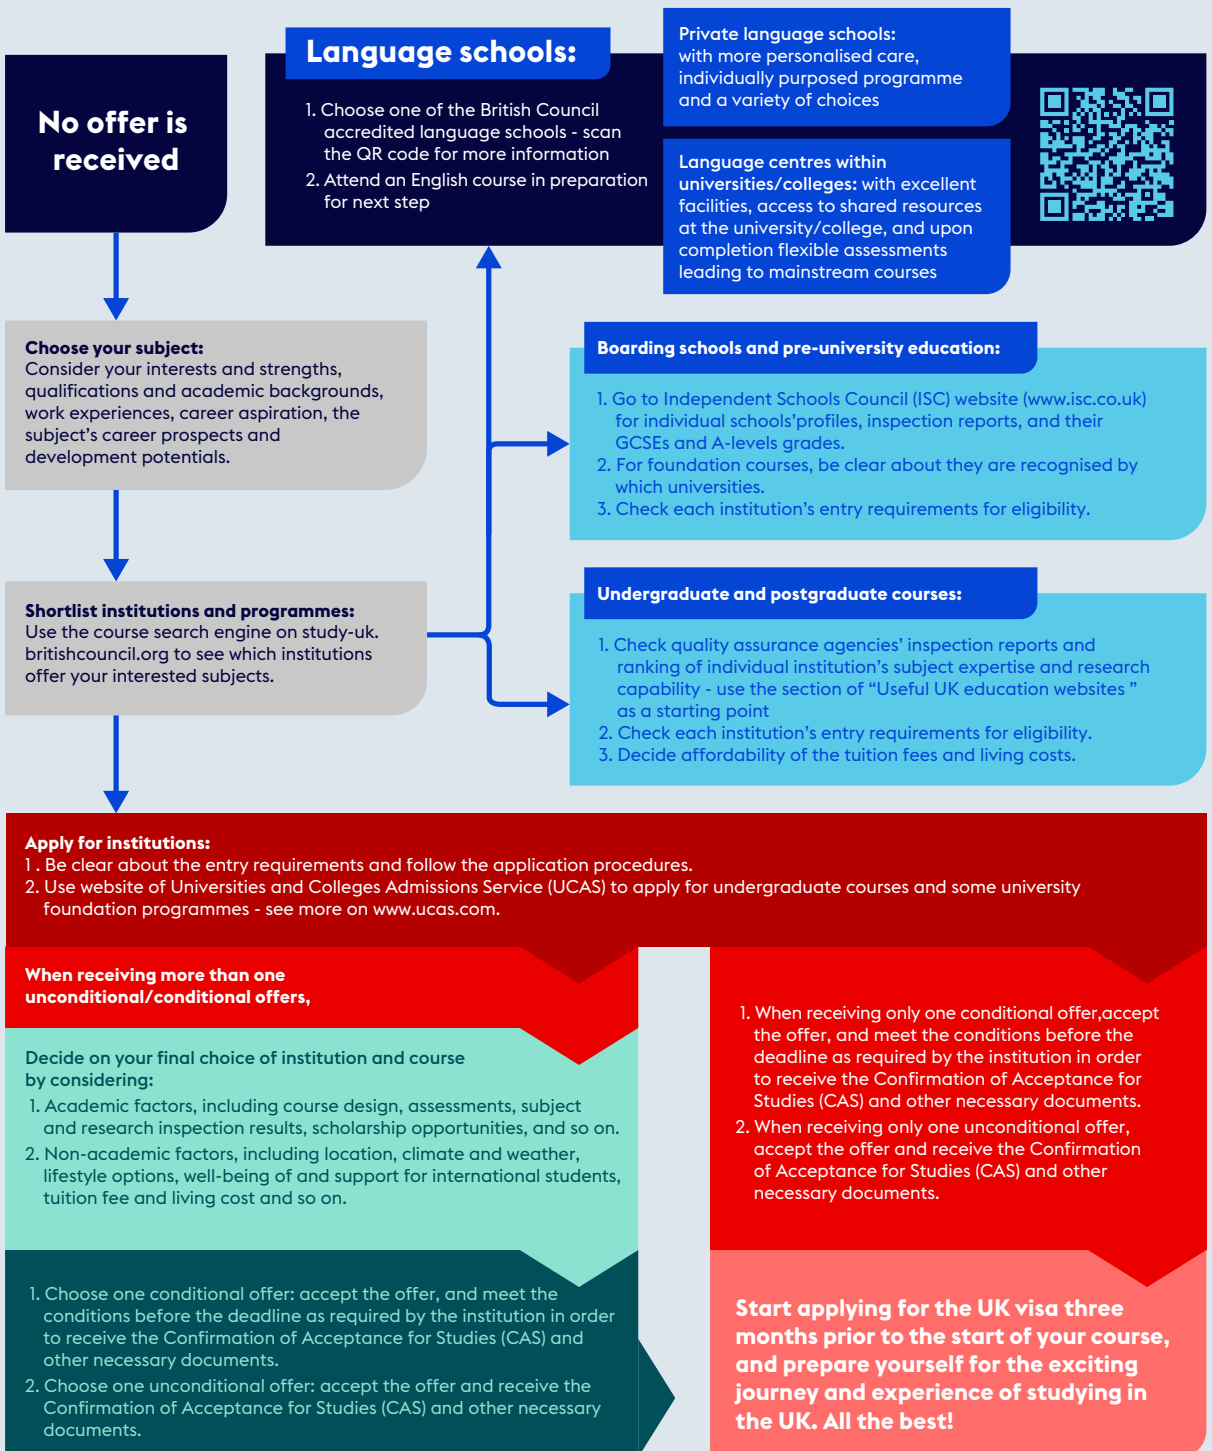 No offer is
received
Language schools:
1. Choose one of the British Council
accredited language schools - scan
the QR code for more information
2. Attend an English course in preparation
for next step
Private language schools:
with more personalised care,
individually purposed programme
and a variety of choices
Language centres within
universities/colleges: with excellent
facilities, access to shared resources
at the university/college, and upon
completion flexible assessments
leading to mainstream courses
Choose your subject:
Consider your interests and strengths,
qualifications and academic backgrounds,
work experiences, career aspiration, the
subject's career prospects and
development potentials.
Boarding schools and pre-university education:
1. Go to Independent Schools Council (ISC) website (www.isc.co.uk)
for individual schools'profiles, inspection reports, and their
GCSEs and A-levels grades.
2. For foundation courses, be clear about they are recognised by
which universities.
3. Check each institution's entry requirements for eligibility.
Shortlist institutions and programmes:
Use the course search engine on study-uk.
britishcouncil.org to see which institutions
offer your interested subjects.
Undergraduate and postgraduate courses:
1. Check quality assurance agencies' inspection reports and
ranking of individual institution's subject expertise and research
capability - use the section of “Useful UK education websites ”
as a starting point
2. Check each institution's entry requirements for eligibility.
3. Decide affordability of the tuition fees and living costs.
Apply for institutions:
1 . Be clear about the entry requirements and follow the application procedures.
2. Use website of Universities and Colleges Admissions Service (UCAS) to apply for undergraduate courses and some university
foundation programmes - see more on www.ucas.com.
When receiving more than one
unconditional/conditional offers,
Decide on your final choice of institution and course
by considering:
1. Academic factors, including course design, assessments, subject
and research inspection results, scholarship opportunities, and so on.
2. Non-academic factors, including location, climate and weather,
lifestyle options, well-being of and support for international students,
tuition fee and living cost and so on.
1. Choose one conditional offer: accept the offer, and meet the
conditions before the deadline as required by the institution in order
to receive the Confirmation of Acceptance for Studies (CAS) and
other necessary documents.
2. Choose one unconditional offer: accept the offer and receive the
Confirmation of Acceptance for Studies (CAS) and other necessary
documents.
1. When receiving only one conditional offer,accept
the offer, and meet the conditions before the
deadline as required by the institution in order
to receive the Confirmation of Acceptance for
Studies (CAS) and other necessary documents.
2. When receiving only one unconditional offer,
accept the offer and receive the Confirmation
of Acceptance for Studies (CAS) and other
necessary documents.
Start applying for the UK visa three
months prior to the start of your course,
and prepare yourself for the exciting
journey and experience of studying in
the UK. All the best!